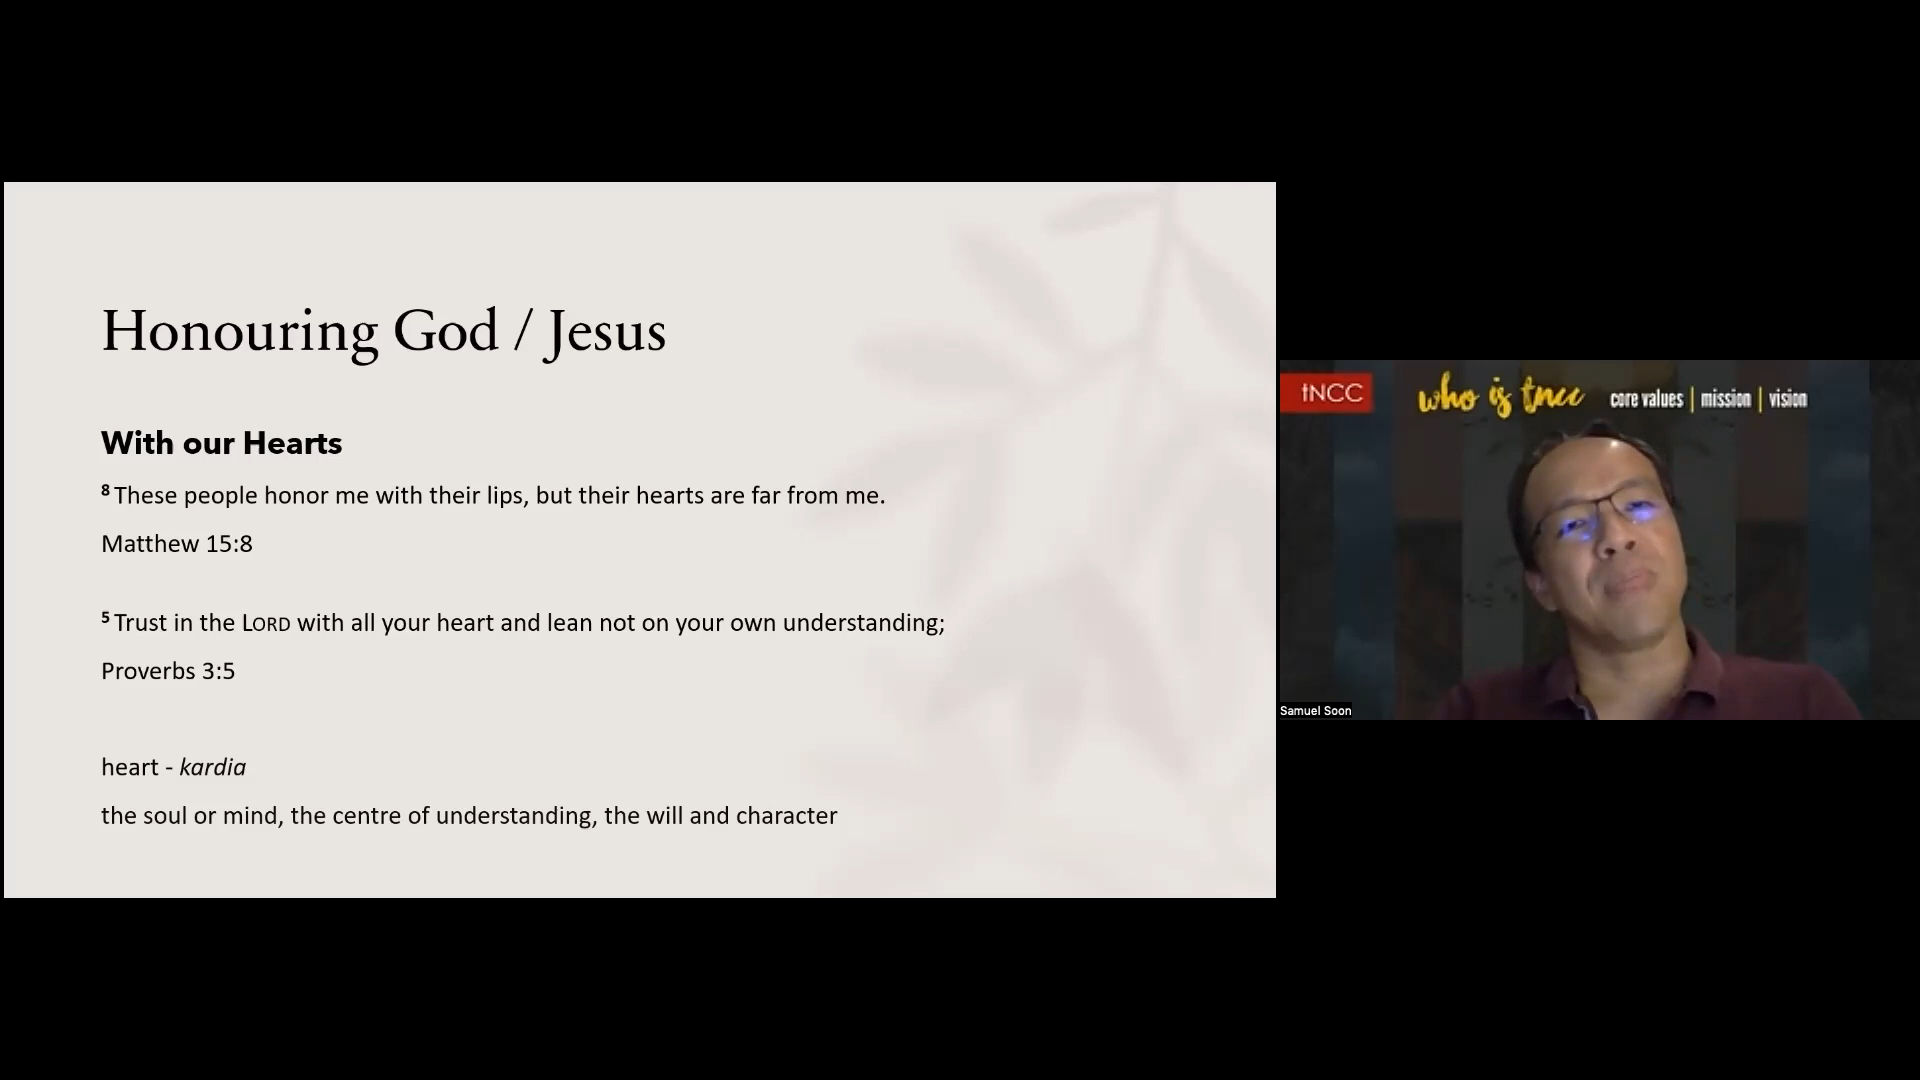 Honouring God / Jesus
With our Hearts
8 These people honor me with their lips, but their hearts are far from me.
Matthew 15:8
5 Trust in the LORD with all your heart and lean not on your own understanding;
Proverbs 3:5
heart - kardia
the soul or mind, the centre of understanding, the will and character
tNCC
who is tncc core values | mission | vision
Samuel Soon